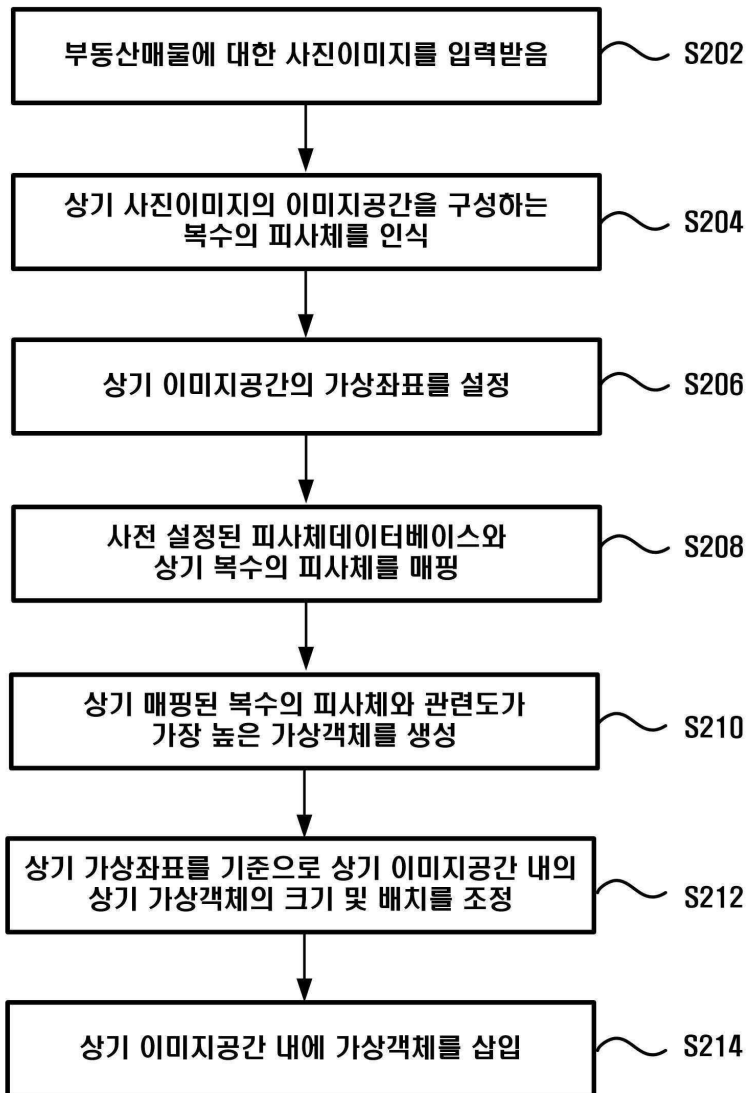 부동산매물에 대한 사진이미지를 입력받음
S202
상기 사진이미지의 이미지공간을 구성하는
복수의 피사체를 인식
S204
상기 이미지공간의 가상좌표를 설정
S206
사전 설정된 피사체데이터베이스와
상기 복수의 피사체를 매핑
S208
상기 매핑된 복수의 피사체와 관련도가
가장 높은 가상객체를 생성
S210
상기 가상좌표를 기준으로 상기 이미지공간 내의
상기 가상객체의 크기 및 배치를 조정
S212
상기 이미지공간 내에 가상객체를 삽입
S214